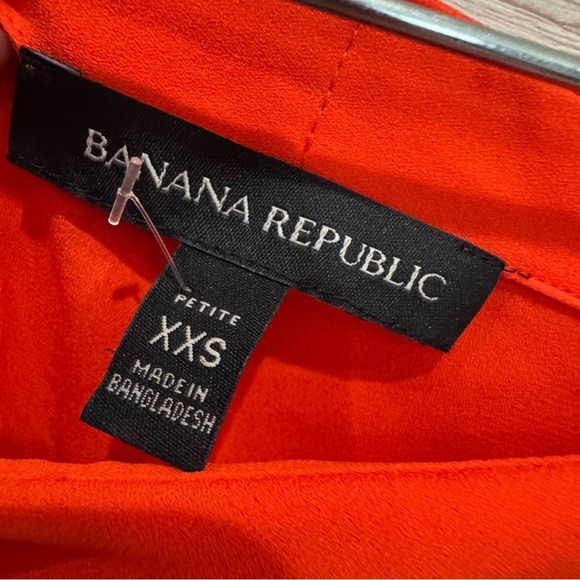 BANANA REPUBLIC
PETITE
XXS
MADE IN
BANGLADESH